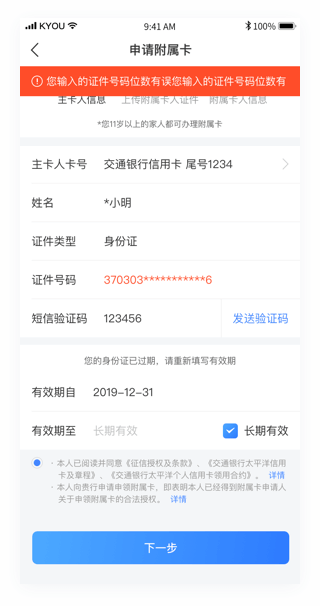 KYOU 9:41 AM 100%
申请附属卡
您输入的证件号码位数有误您输入的证件号码位数有
主卡人信息 上传附属卡人证件 附属卡人信息
*您11岁以上的家人都可办理附属卡
主卡人卡号 交通银行信用卡 尾号1234
姓名 *小明
证件类型 身份证
证件号码 370303***********6
短信验证码 123456 发送验证码
您的身份证已过期，请重新填写有效期
有效期自 2019-12-31
有效期至 长期有效 长期有效
· 本人已阅读并同意《征信授权及条款》、《交通银行太平洋信用
卡及章程》、《交通银行太平洋个人信用卡领用合约》。 详情
· 本人向贵行申请申领附属卡，即表明本人已经得到附属卡申请人
关于申领附属卡的合法授权。 详情
下一步